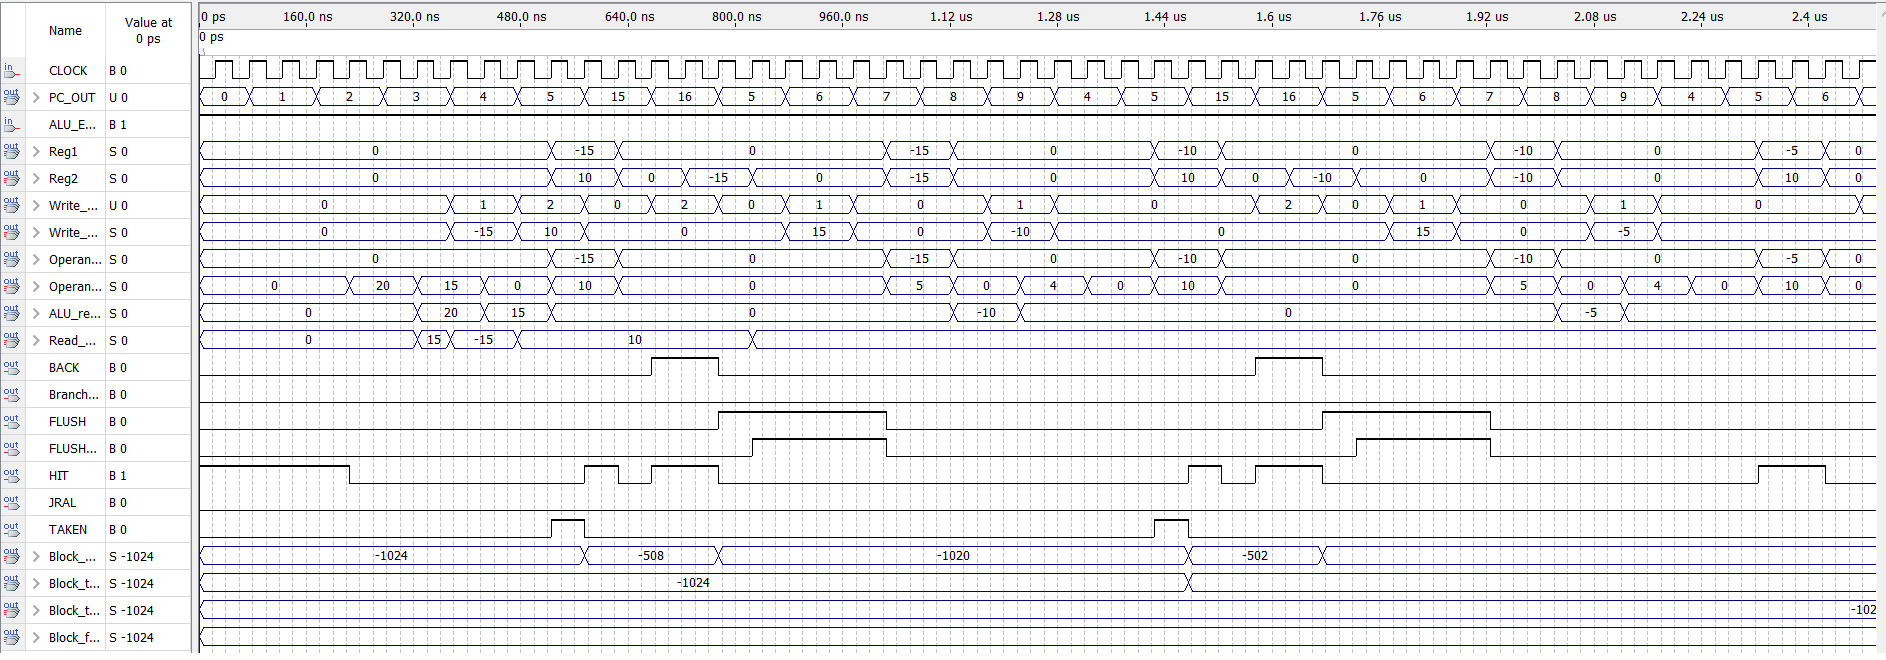 Name
Value at
0 ps
0 ps 160.0 ns 320.0 ns 480.0 ns 640.0 ns 800.0 ns 960.0 ns 1.12 us 1.28 us 1.44 us 1.6 us 1.76 us 1.92 us 2.08 us 2.24 us 2.4 us
0 ps
in CLOCK B 0
out PC_OUT U 0 0 1 2 3 4 5 15 16 5 6 7 8 9 4 5 15 16 5 6 7 8 9 4 5 6
in ALU_E... B 1
out Reg1 S 0 0 -15 0 -15 0 -10 0 -10 0 -5 0
out Reg2 S 0 0 10 0 -15 0 -15 0 10 0 -10 0 -10 0 10 0
out Write_... U 0 0 1 2 0 2 0 1 0 1 0 2 0 1 0 1 0
out Write_... S 0 0 -15 10 0 15 0 -10 0 15 0 -5
out Operan... S 0 0 -15 0 -15 0 -10 0 -10 0 -5 0
out Operan... S 0 0 20 15 0 10 0 5 0 4 0 10 0 5 0 4 0 10 0
out ALU_re... S 0 0 20 15 0 -10 0 -5
out Read_... S 0 0 15 -15 10
out BACK B 0
out Branch... B 0
out FLUSH B 0
out FLUSH... B 0
out HIT B 1
out JRAL B 0
out TAKEN B 0
out Block_... S -1024 -1024 -508 -1020 -502
out Block_t... S -1024 -1024
out Block_t... S -1024 -102
out Block_f... S -1024